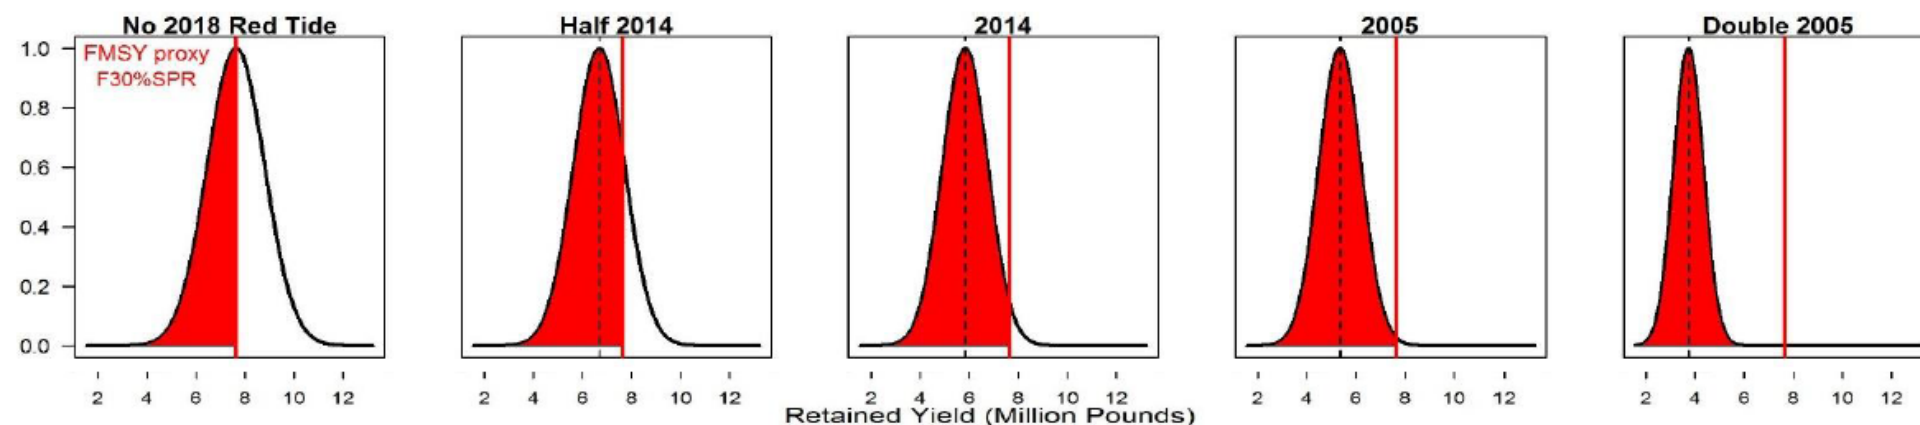 No 2018 Red Tide
Half 2014
2014
2005
Double 2005
FMSY proxy
F30%SPR
1.0
0.8
0.6
0.4
0.2
0.0
2 4 6 8 10 12
2 4 6 8 10 12
2 4 6 8 10 12
2 4 6 8 10 12
2 4 6 8 10 12
Retained Yield (Million Pounds)